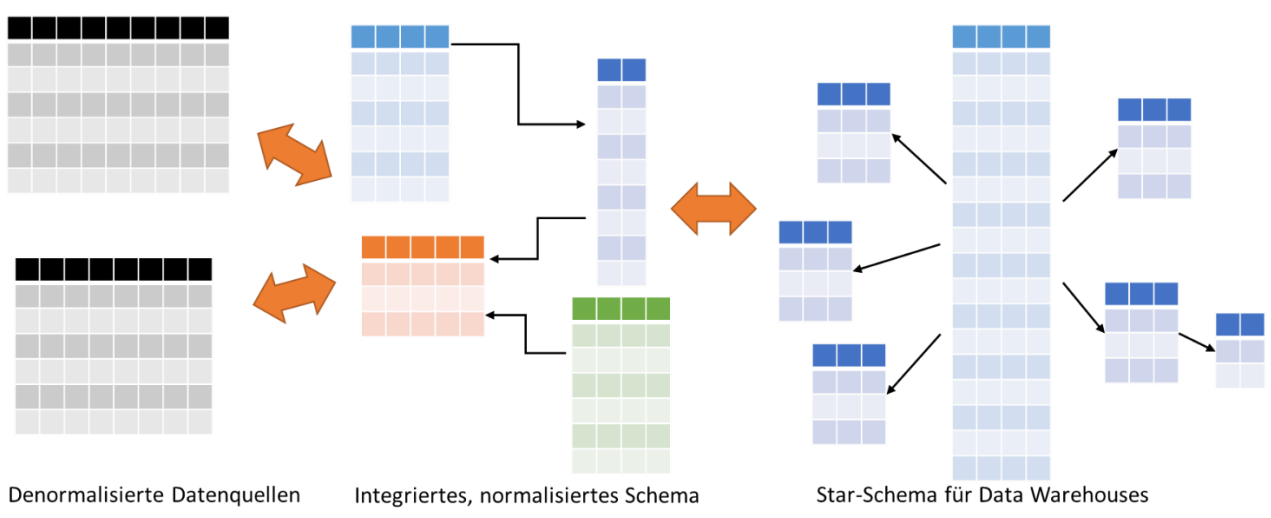 Denormalisierte Datenquellen
Integriertes, normalisiertes Schema
Star-Schema für Data Warehouses